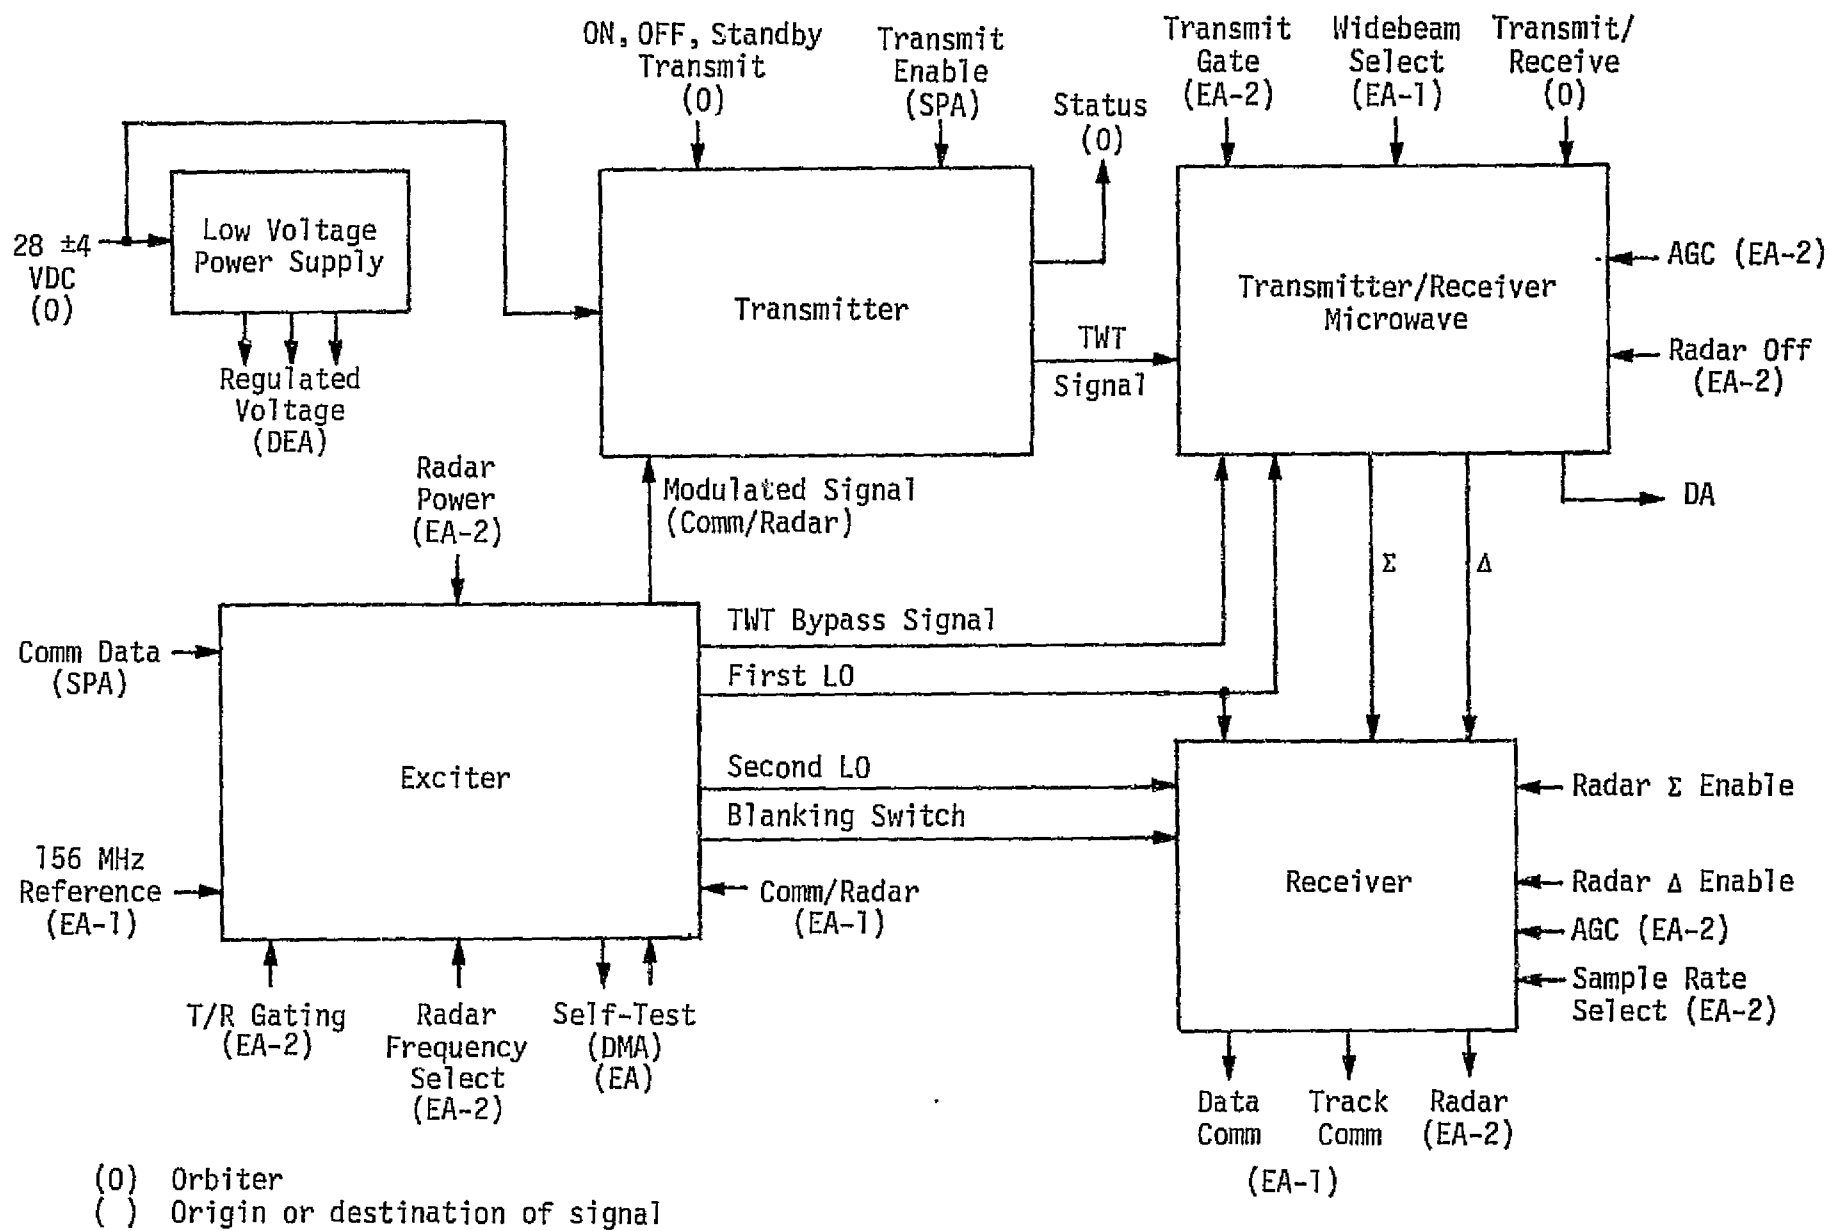 ON, OFF, Standby
Transmit
(O)
Transmit
Enable
(SPA)
Status
(O)
Transmit
Gate
(EA-2)
Widebeam
Select
(EA-1)
Transmit/
Receive
(O)
28 ±4
VDC
(O)
Low Voltage
Power Supply
Regulated
Voltage
(DEA)
Transmitter
TWT
Signal
Transmitter/Receiver
Microwave
AGC (EA-2)
Radar Off
(EA-2)
DA
Radar
Power
(EA-2)
Modulated Signal
(Comm/Radar)
Σ
Δ
TWT Bypass Signal
First LO
Comm Data
(SPA)
Exciter
Second LO
Blanking Switch
156 MHz
Reference
(EA-1)
Comm/Radar
(EA-1)
Receiver
Radar Σ Enable
Radar Δ Enable
AGC (EA-2)
Sample Rate
Select (EA-2)
T/R Gating
(EA-2)
Radar
Frequency
Select
(EA-2)
Self-Test
(DMA)
(EA)
Data
Comm
Track
Comm
(EA-1)
Radar
(EA-2)
(O) Orbiter
( ) Origin or destination of signal